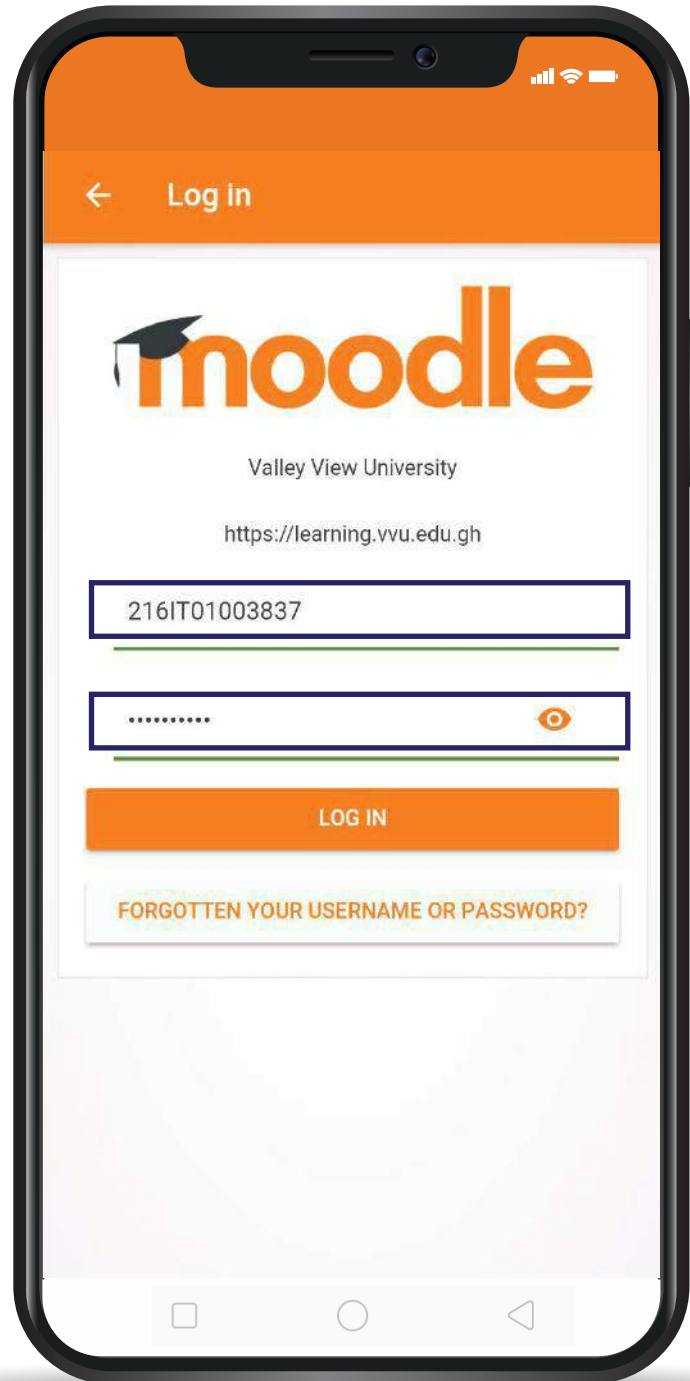 Log in
moodle
Valley View University
https://learning.vvu.edu.gh
216IT01003837
••••••••••
LOG IN
FORGOTTEN YOUR USERNAME OR PASSWORD?